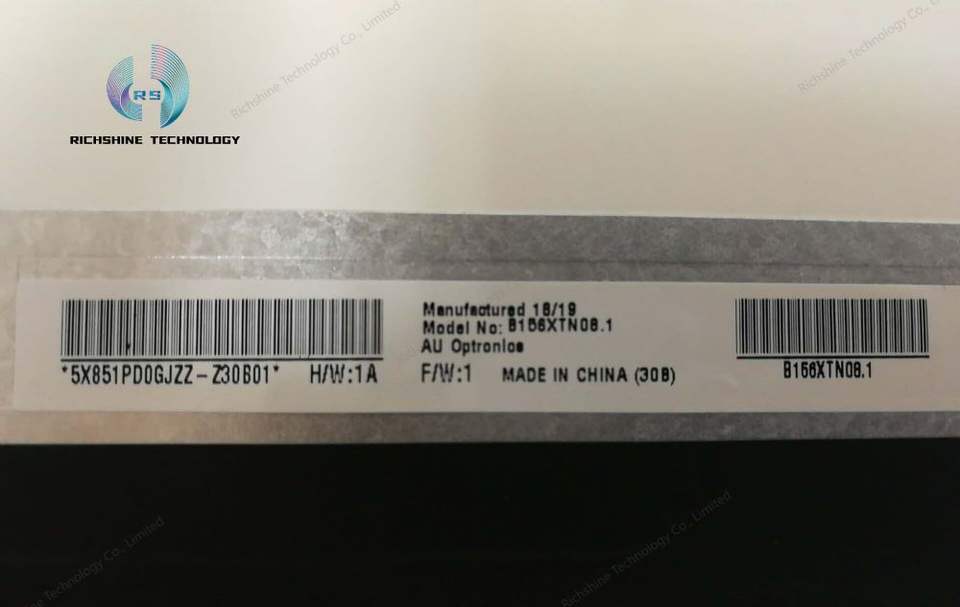 RS
RICHSHINE TECHNOLOGY
Richshine Technology Co., Limited
Richshine Technology Co., Limited
Manufactured 18/19
Model No: B156XTN08.1
AU Optronics
*5X851PD0GJZZ-Z30B01* H/W:1A F/W:1 MADE IN CHINA (30B)
B156XTN08.1
Richshine Technology Co., Limited
Richshine Technology Co., Limited